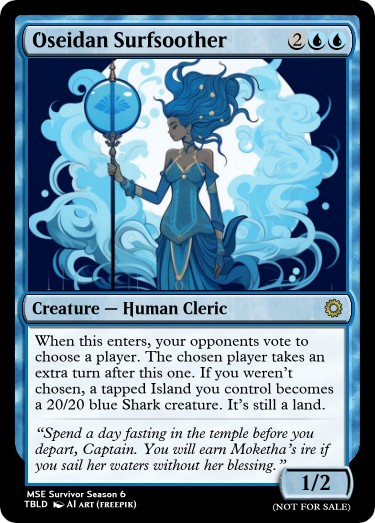 Oseidan Surfsoother 2
Creature — Human Cleric
When this enters, your opponents vote to
choose a player. The chosen player takes an
extra turn after this one. If you weren't
chosen, a tapped Island you control becomes
a 20/20 blue Shark creature. It's still a land.
“Spend a day fasting in the temple before you
depart, Captain. You will earn Moketha's ire if
you sail her waters without her blessing.”
1/2
MSE Survivor Season 6
TBLD AI ART (FREEPIK)
(NOT FOR SALE)